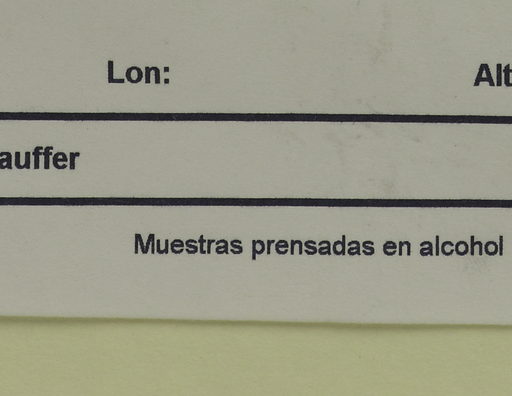 Lon: Alt
auffer
Muestras prensadas en alcohol